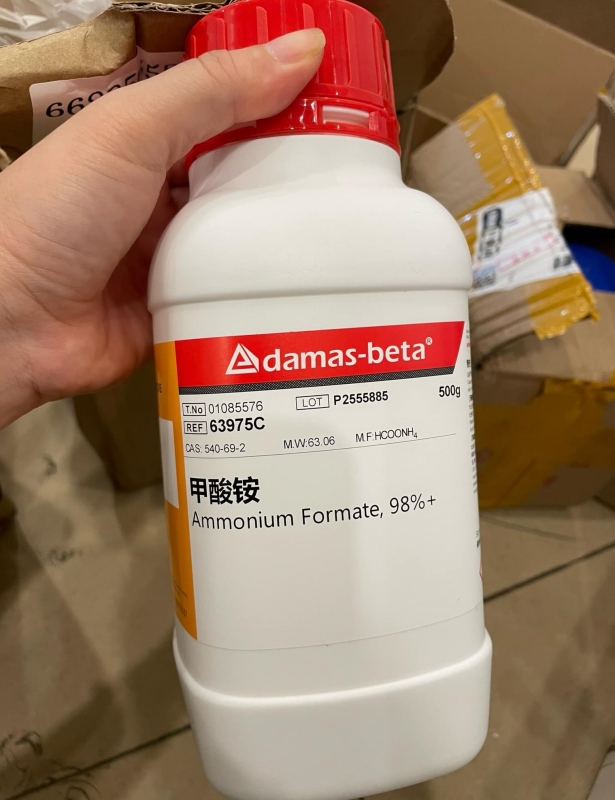 Adamas-beta®
T.No 01085576
LOT P2555885
500g
REF 63975C
CAS: 540-69-2 M.W:63.06 M.F:HCOONH₄
甲酸铵
Ammonium Formate, 98%+